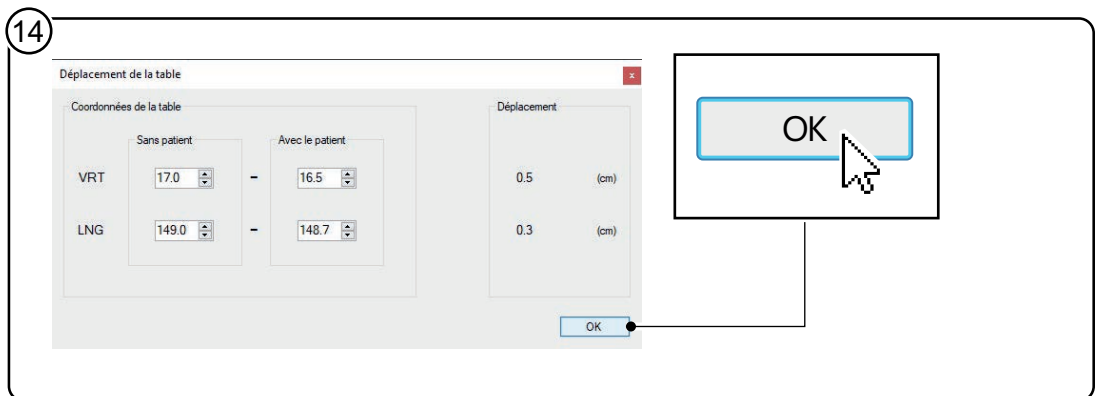 14
Déplacement de la table
x
Coordonnées de la table
Déplacement
Sans patient
Avec le patient
VRT 17.0 - 16.5 0.5 (cm)
LNG 149.0 - 148.7 0.3 (cm)
OK
OK